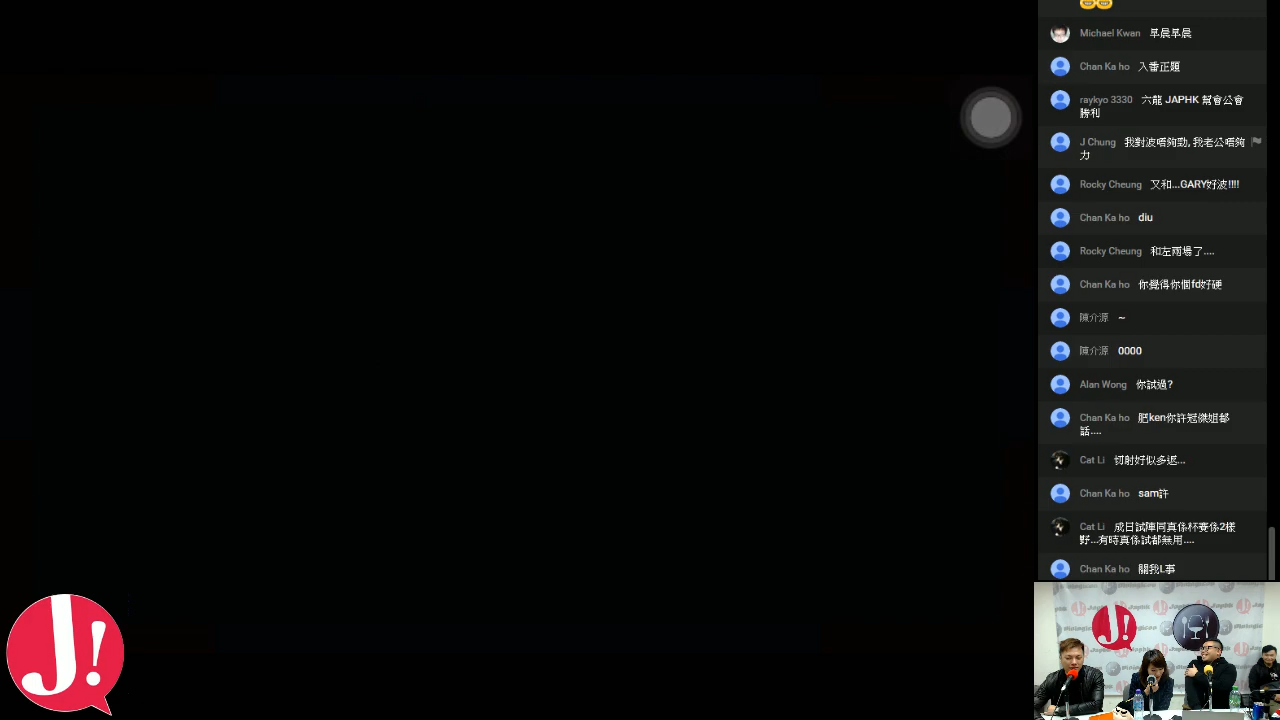 Michael Kwan 早晨早晨
Chan Ka ho 入番正題
raykyo 3330 六龍 JAPHK 幫會公會
勝利
J Chung 我對波唔夠勁, 我老公唔夠
力
Rocky Cheung 又和...GARY好波!!!!
Chan Ka ho diu
Rocky Cheung 和左兩場了....
Chan Ka ho 你覺得你個fd好硬
陳介源 ~
陳介源 0000
Alan Wong 你試過?
Chan Ka ho 肥ken你許冠傑姐都
話....
Cat Li 切射好似多返...
Chan Ka ho sam許
Cat Li 成日試陣同真係杯賽係2樣
野...有時真係試都無用....
Chan Ka ho 關我L事
J!
J!